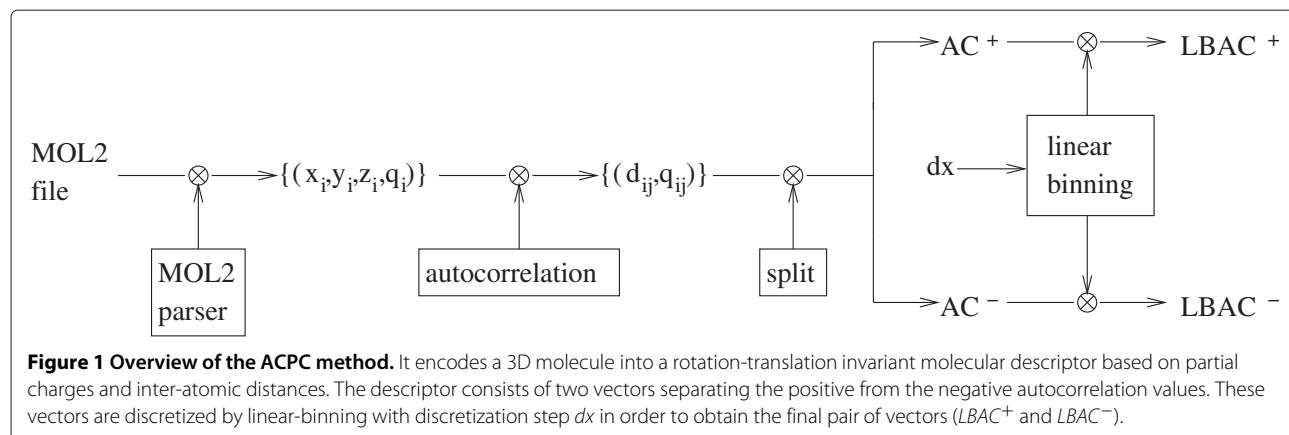 MOL2
file
{(x_i,y_i,z_i,q_i)}
{(d_ij,q_ij)}
AC +
LBAC +
dx
linear
binning
AC −
LBAC −
MOL2
parser
autocorrelation
split
Figure 1 Overview of the ACPC method. It encodes a 3D molecule into a rotation-translation invariant molecular descriptor based on partial
charges and inter-atomic distances. The descriptor consists of two vectors separating the positive from the negative autocorrelation values. These
vectors are discretized by linear-binning with discretization step dx in order to obtain the final pair of vectors (LBAC+ and LBAC−).